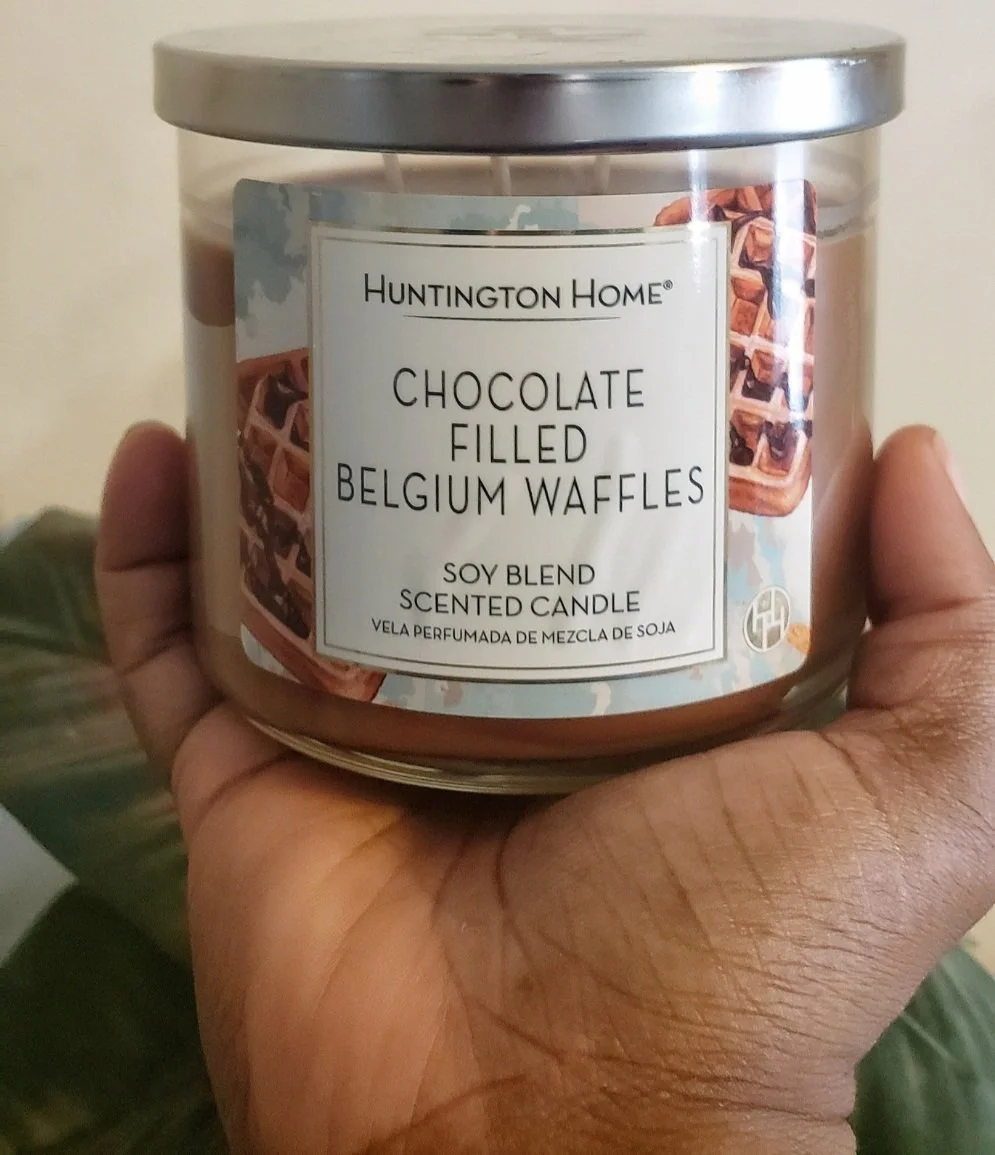 HUNTINGTON HOME®
CHOCOLATE
FILLED
BELGIUM WAFFLES
SOY BLEND
SCENTED CANDLE
VELA PERFUMADA DE MEZCLA DE SOJA